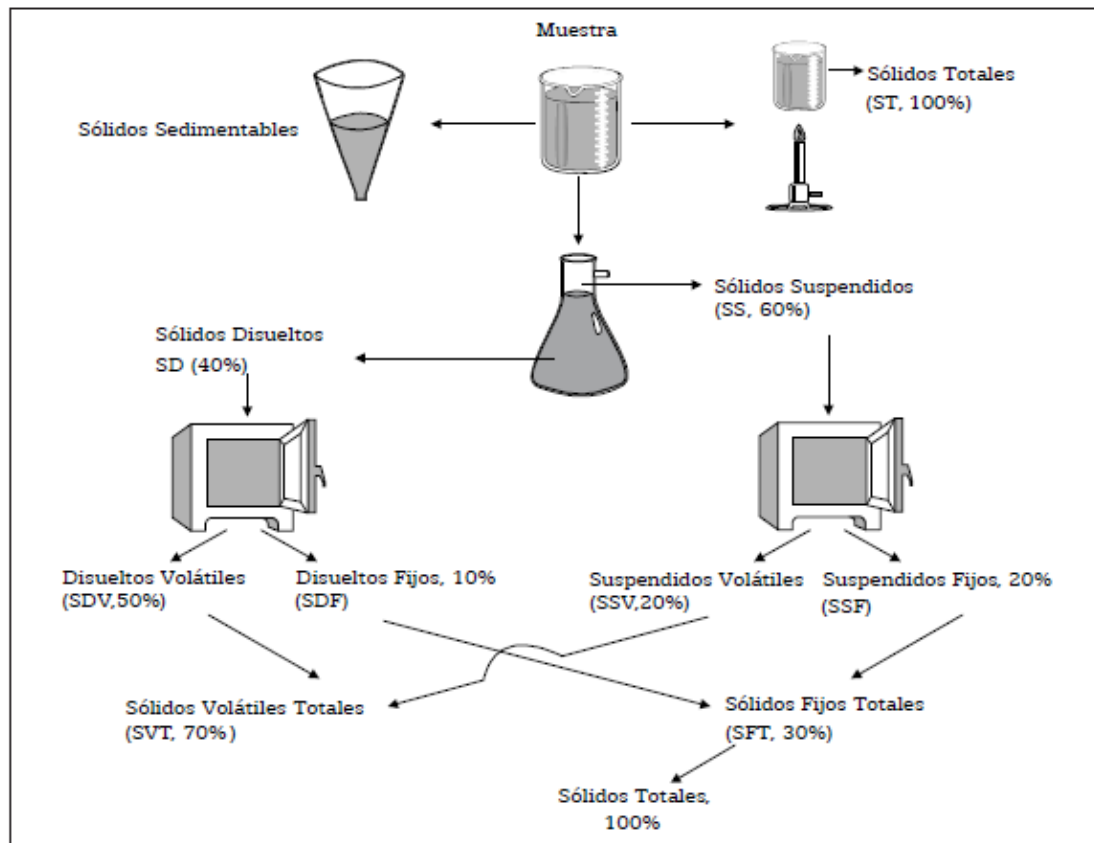 Muestra
Sólidos Totales
(ST, 100%)
Sólidos Sedimentables
Sólidos Suspendidos
(SS, 60%)
Sólidos Disueltos
SD (40%)
Disueltos Volátiles
(SDV,50%)
Disueltos Fijos, 10%
(SDF)
Suspendidos Volátiles
(SSV,20%)
Suspendidos Fijos, 20%
(SSF)
Sólidos Volátiles Totales
(SVT, 70%)
Sólidos Fijos Totales
(SFT, 30%)
Sólidos Totales,
100%